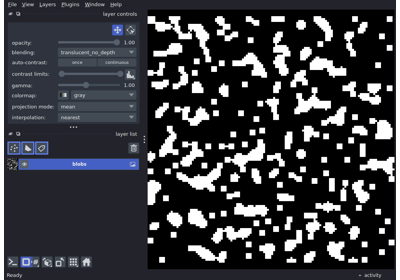 File View Layers Plugins Window Help
layer controls
opacity: 1.00
blending: translucent_no_depth
auto-contrast: once continuous
contrast limits:
gamma: 1.00
colormap: gray
projection mode: mean
interpolation: nearest
layer list
blobs
Ready activity